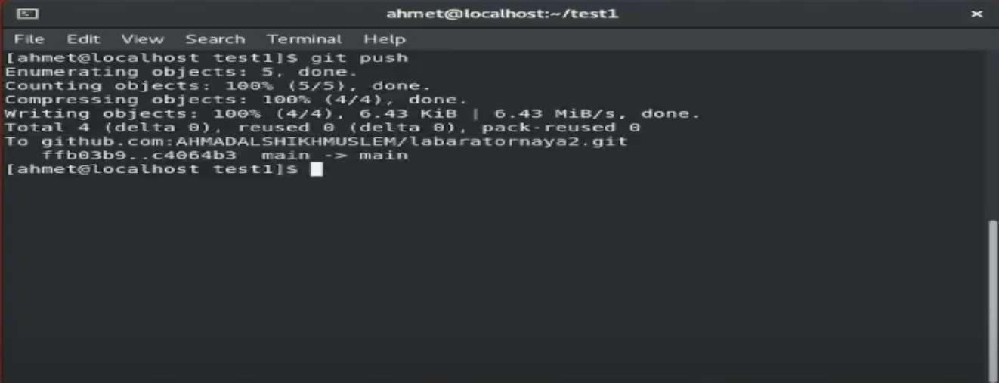 ahmet@localhost:~/test1
File Edit View Search Terminal Help
[ahmet@localhost test1]$ git push
Enumerating objects: 5, done.
Counting objects: 100% (5/5), done.
Compressing objects: 100% (4/4), done.
Writing objects: 100% (4/4), 6.43 KiB | 6.43 MiB/s, done.
Total 4 (delta 0), reused 0 (delta 0), pack-reused 0
To github.com:AHMADALSHIKHMUSLEM/labaratornaya2.git
ffb03b9..c4064b3 main -> main
[ahmet@localhost test1]$